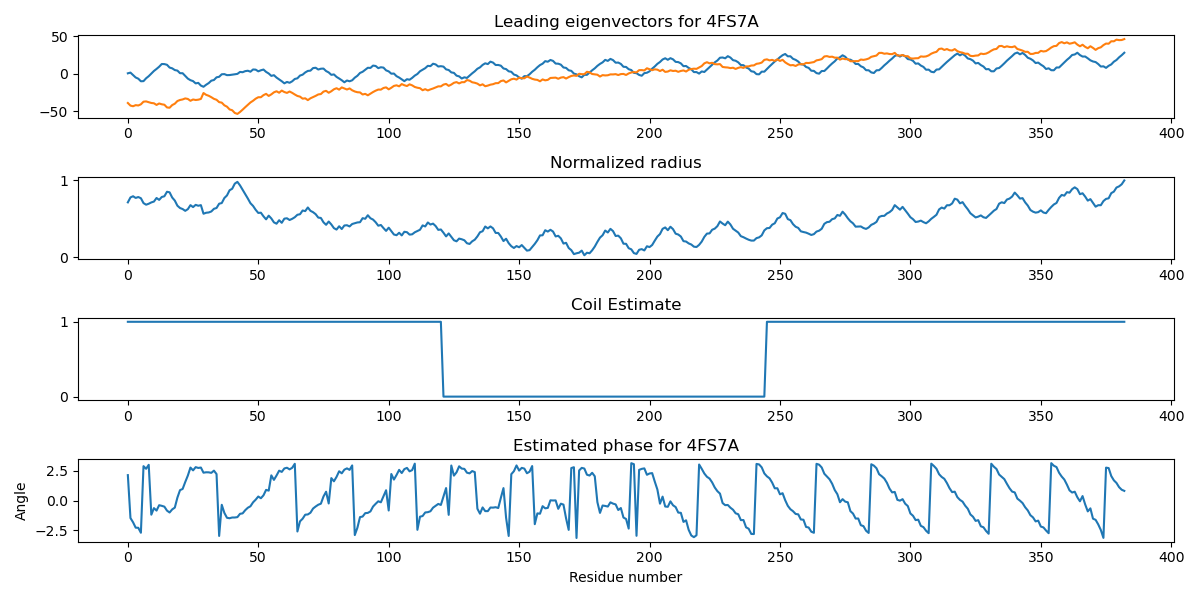 Leading eigenvectors for 4FS7A
50
0
−50
0 50 100 150 200 250 300 350 400
Normalized radius
1
0
0 50 100 150 200 250 300 350 400
Coil Estimate
1
0
0 50 100 150 200 250 300 350 400
Estimated phase for 4FS7A
2.5
0.0
−2.5
Angle
0 50 100 150 200 250 300 350 400
Residue number